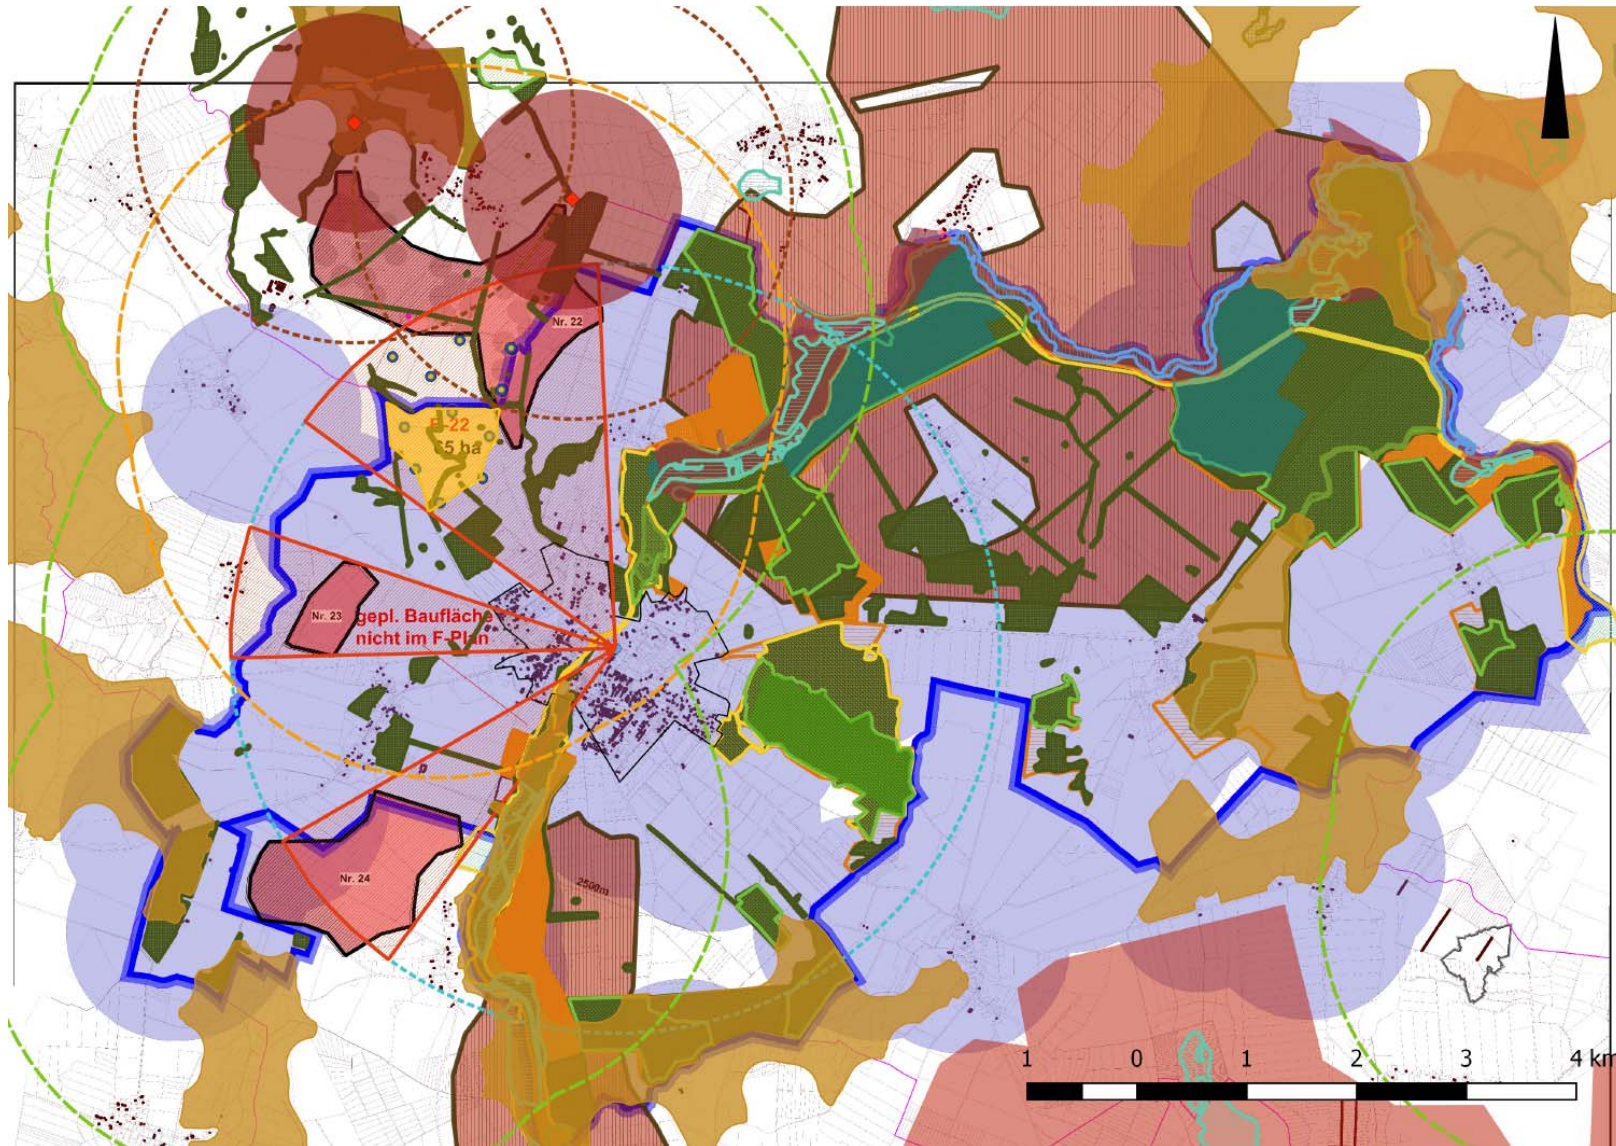 Nr. 22
65 ha
Nr. 23
gepl. Baufläche
nicht im F-Plan
Nr. 24
2500m
1 0 1 2 3 4 km